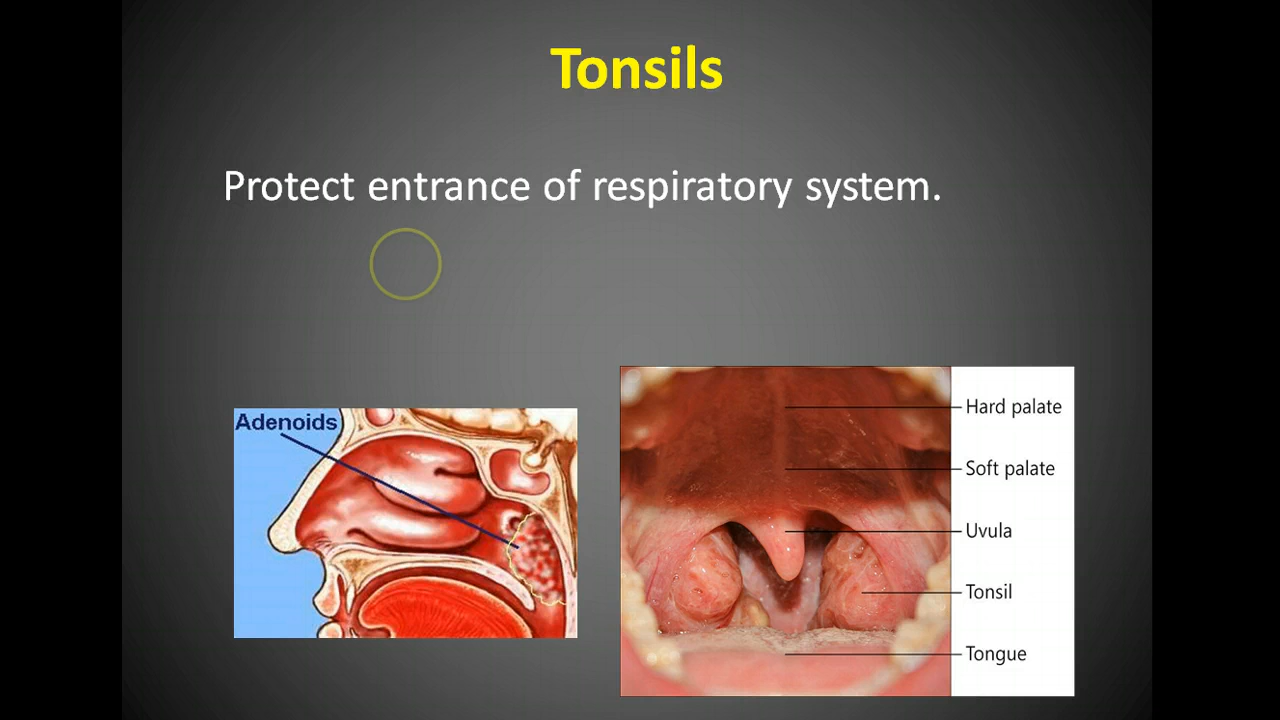 Tonsils
Protect entrance of respiratory system.
Adenoids
Hard palate
Soft palate
Uvula
Tonsil
Tongue